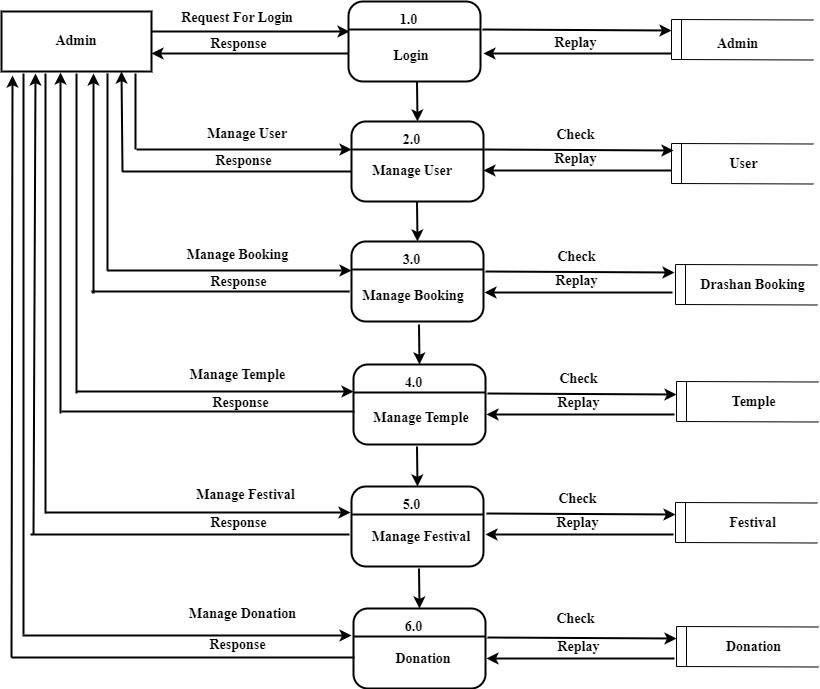 Admin
Request For Login
Response
1.0
Login
Replay
Admin
Manage User
Response
2.0
Manage User
Check
Replay
User
Manage Booking
Response
3.0
Manage Booking
Check
Replay
Drashan Booking
Manage Temple
Response
4.0
Manage Temple
Check
Replay
Temple
Manage Festival
Response
5.0
Manage Festival
Check
Replay
Festival
Manage Donation
Response
6.0
Donation
Check
Replay
Donation